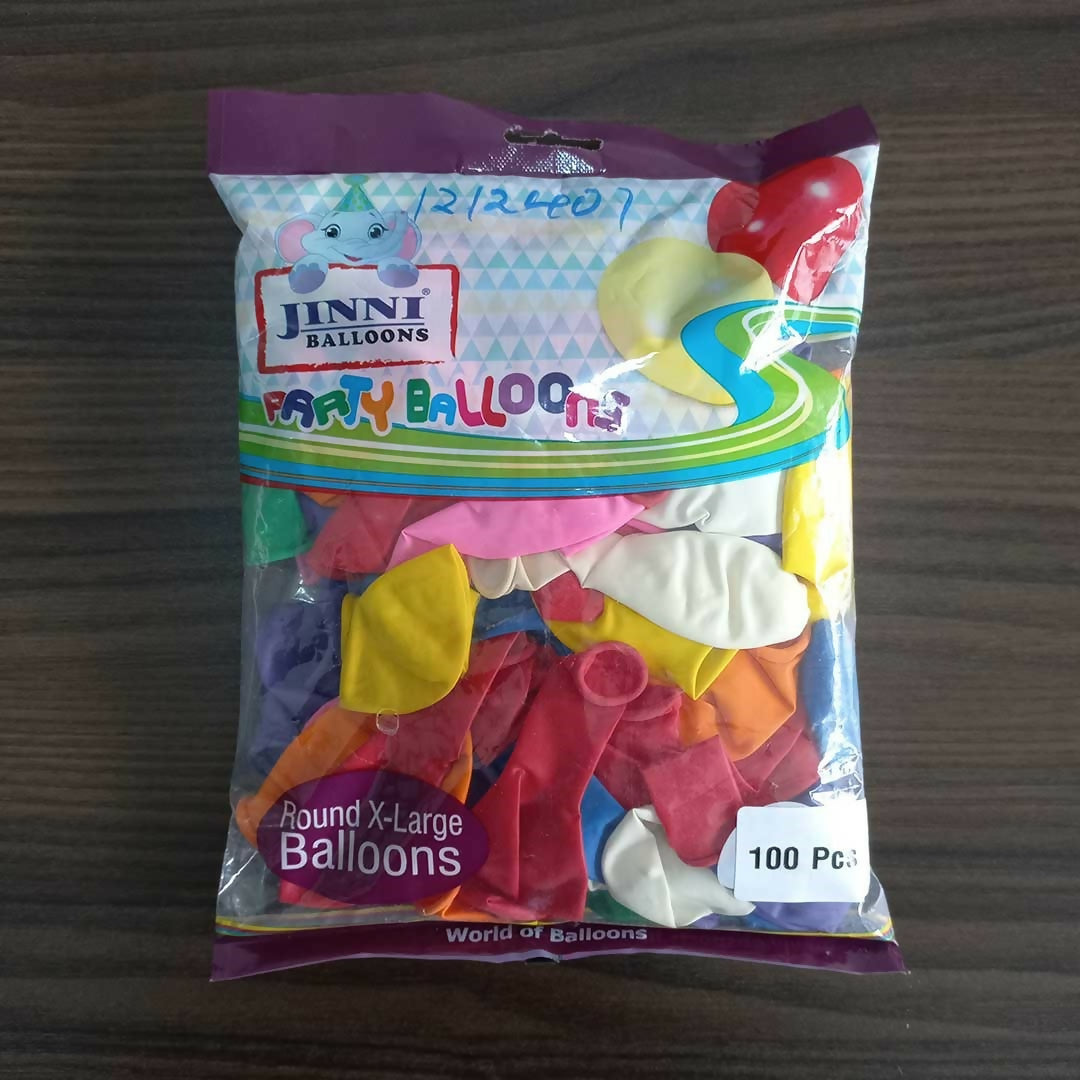 1212407
JINNI®
BALLOONS
PARTY BALLOONS
Round X-Large
Balloons
100 Pcs
World of Balloons